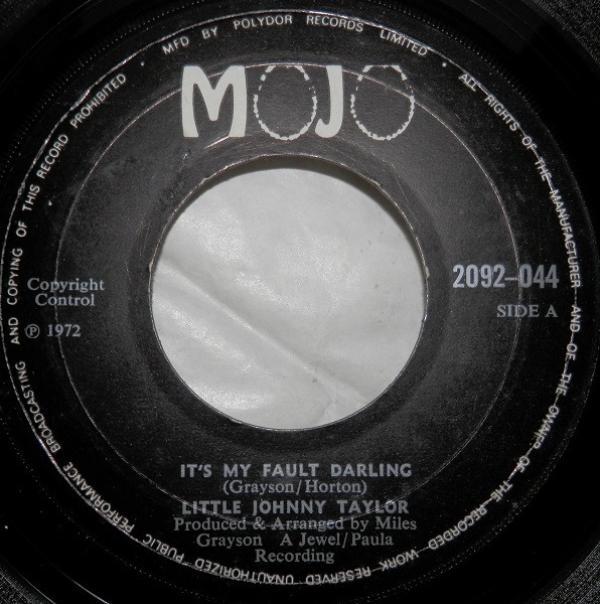 MFD BY POLYDOR RECORDS LIMITED · ALL RIGHTS OF THE MANUFACTURER AND OF THE OWNER OF THE RECORDED WORK RESERVED UNAUTHORIZED PUBLIC PERFORMANCE BROADCASTING AND COPYING OF THIS RECORD PROHIBITED ·
MOJO
Copyright
Control
℗ 1972
2092-044
SIDE A
IT'S MY FAULT DARLING
(Grayson/Horton)
LITTLE JOHNNY TAYLOR
Produced & Arranged by Miles
Grayson A Jewel/Paula
Recording